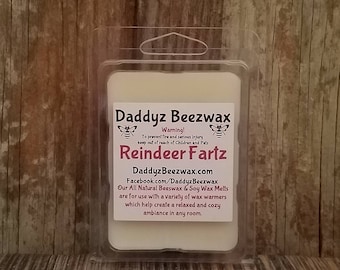 Daddyz Beezwax
Warning!
To prevent fire and serious injury
keep out of reach of Children and Pets
Reindeer Fartz
DaddyzBeezwax.com
Facebook.com/DaddyzBeezwax
Our All Natural Beeswax & Soy Wax Melts
are for use with a variety of wax warmers
which help create a relaxed and cozy
ambiance in any room.